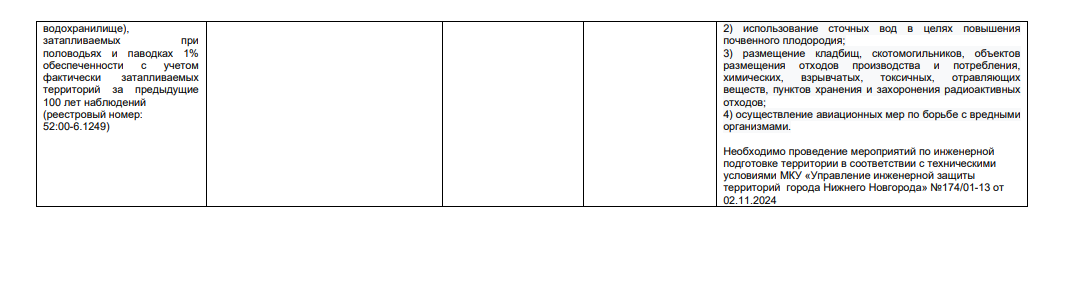 водохранилище),
затапливаемых при
половодьях и паводках 1%
обеспеченности с учетом
фактически затапливаемых
территорий за предыдущие
100 лет наблюдений
(реестровый номер:
52:00-6.1249)
2) использование сточных вод в целях повышения
почвенного плодородия;
3) размещение кладбищ, скотомогильников, объектов
размещения отходов производства и потребления,
химических, взрывчатых, токсичных, отравляющих
веществ, пунктов хранения и захоронения радиоактивных
отходов;
4) осуществление авиационных мер по борьбе с вредными
организмами.
Необходимо проведение мероприятий по инженерной
подготовке территории в соответствии с техническими
условиями МКУ «Управление инженерной защиты
территорий города Нижнего Новгорода» №174/01-13 от
02.11.2024